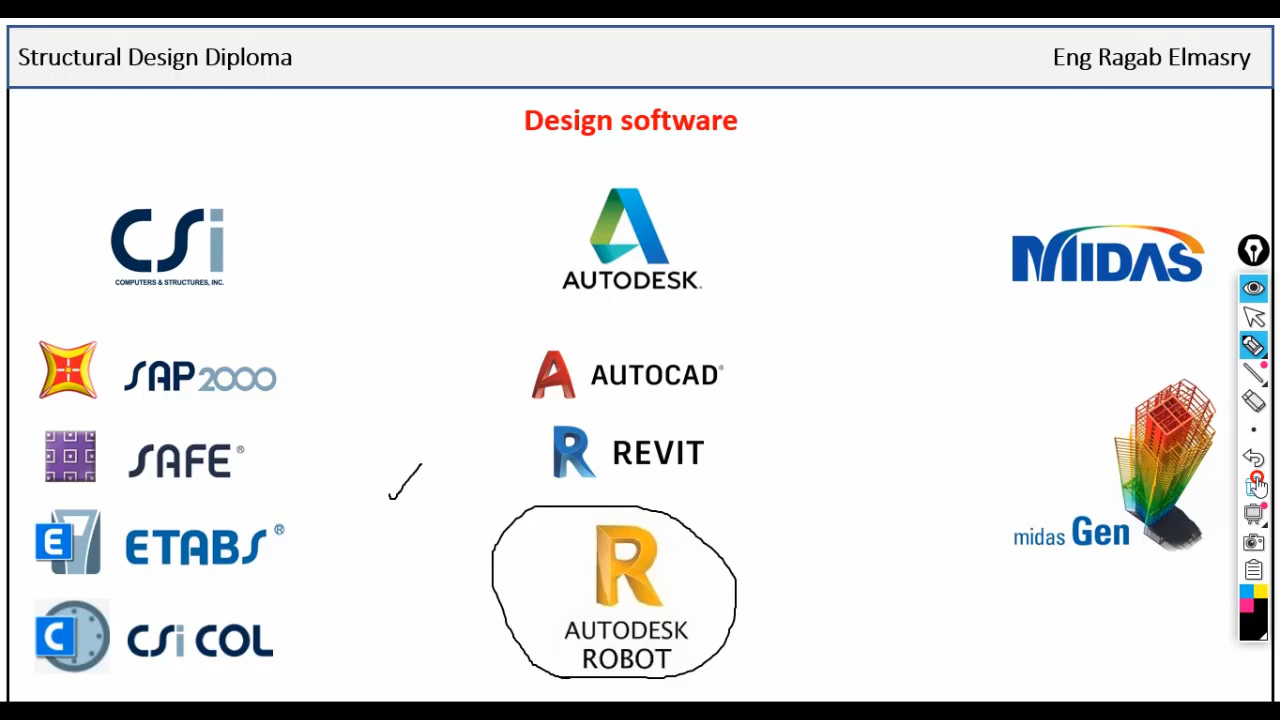 Structural Design Diploma
Eng Ragab Elmasry
Design software
CSi
COMPUTERS & STRUCTURES, INC.
SAP2000
SAFE®
E
ETABS®
C
CSi COL
AUTODESK.
A AUTOCAD®
R REVIT
R
AUTODESK
ROBOT
MIDAS
midas Gen